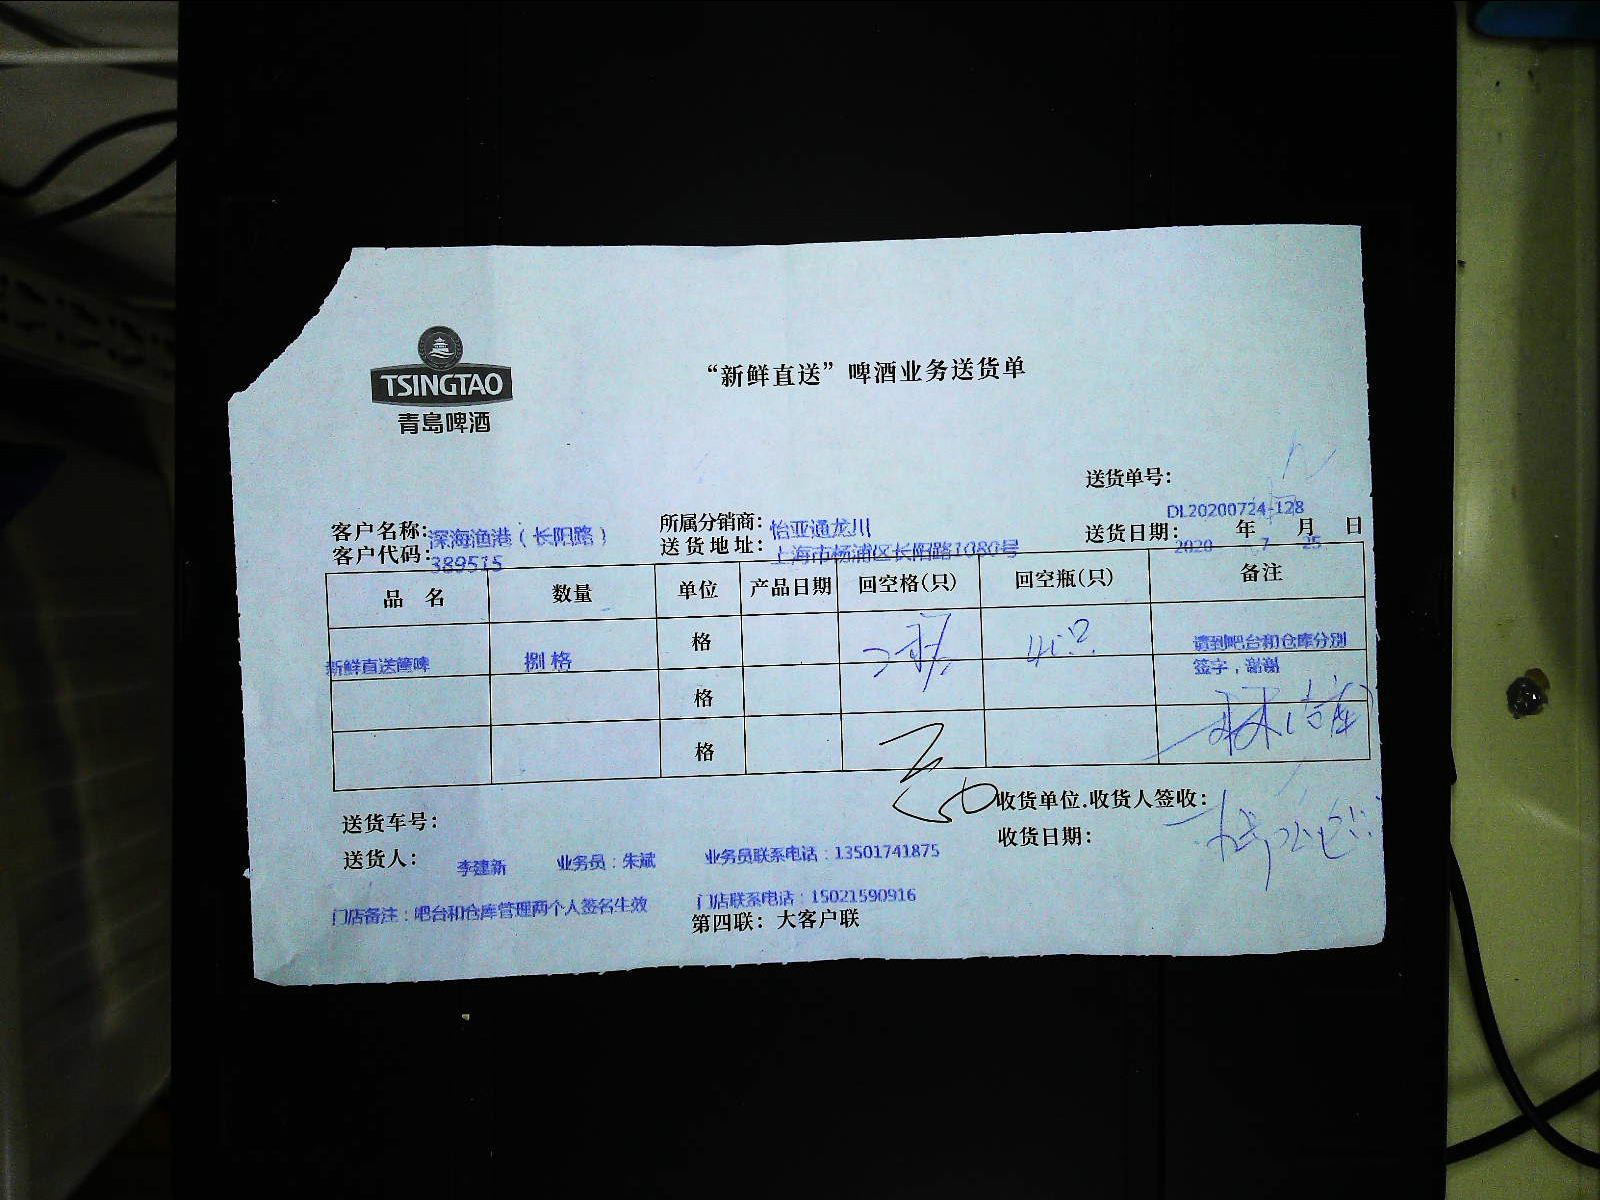 TSINGTAO
青島啤酒
“新鲜直送”啤酒业务送货单
送货单号：
DL20200724-128
客户名称：深海渔港（长阳路）
所属分销商：怡亚通龙川
送货日期： 2020 年 7 月 25 日
客户代码：389515
送货地址：上海市杨浦区长阳路1080号
品 名 数量 单位 产品日期 回空格(只) 回空瓶(只) 备注
新鲜直送箱啤 捌格 格 请到吧台和仓库分别
签字，谢谢
格
格
收货单位.收货人签收：
送货车号：
收货日期：
送货人： 李建新 业务员：朱斌 业务员联系电话：13501741875
门店备注：吧台和仓库管理两个人签名生效 门店联系电话：15021590916
第四联：大客户联